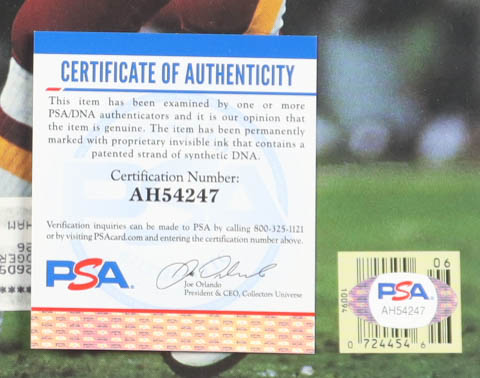 CERTIFICATE OF AUTHENTICITY
This item has been examined by one or more
PSA/DNA authenticators and it is our opinion that
the item is genuine. The item has been permanently
marked with proprietary invisible ink that contains a
patented strand of synthetic DNA.
Certification Number:
AH54247
Verification inquiries can be made to PSA by calling 800-325-1121
or by visiting PSAcard.com and entering the certification number above.
PSA
Joe Orlando
President & CEO, Collectors Universe
06
10094
PSA
AH54247
0 72445 6